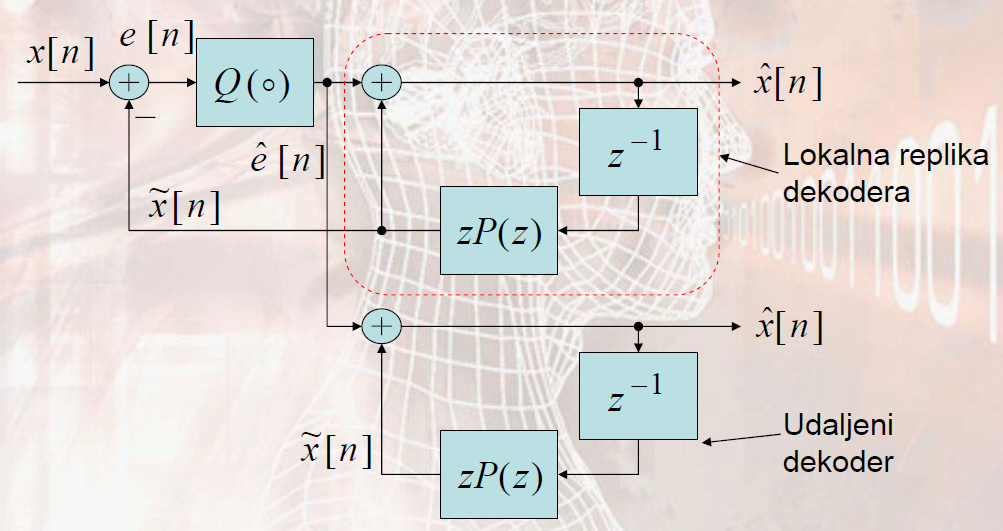 x[n]
e [n]
Q(∘)
+
+
−
x̂[n]
z⁻¹
ê [n]
x̃[n]
zP(z)
Lokalna replika
dekodera
+
x̂[n]
z⁻¹
x̃[n]
zP(z)
Udaljeni
dekoder